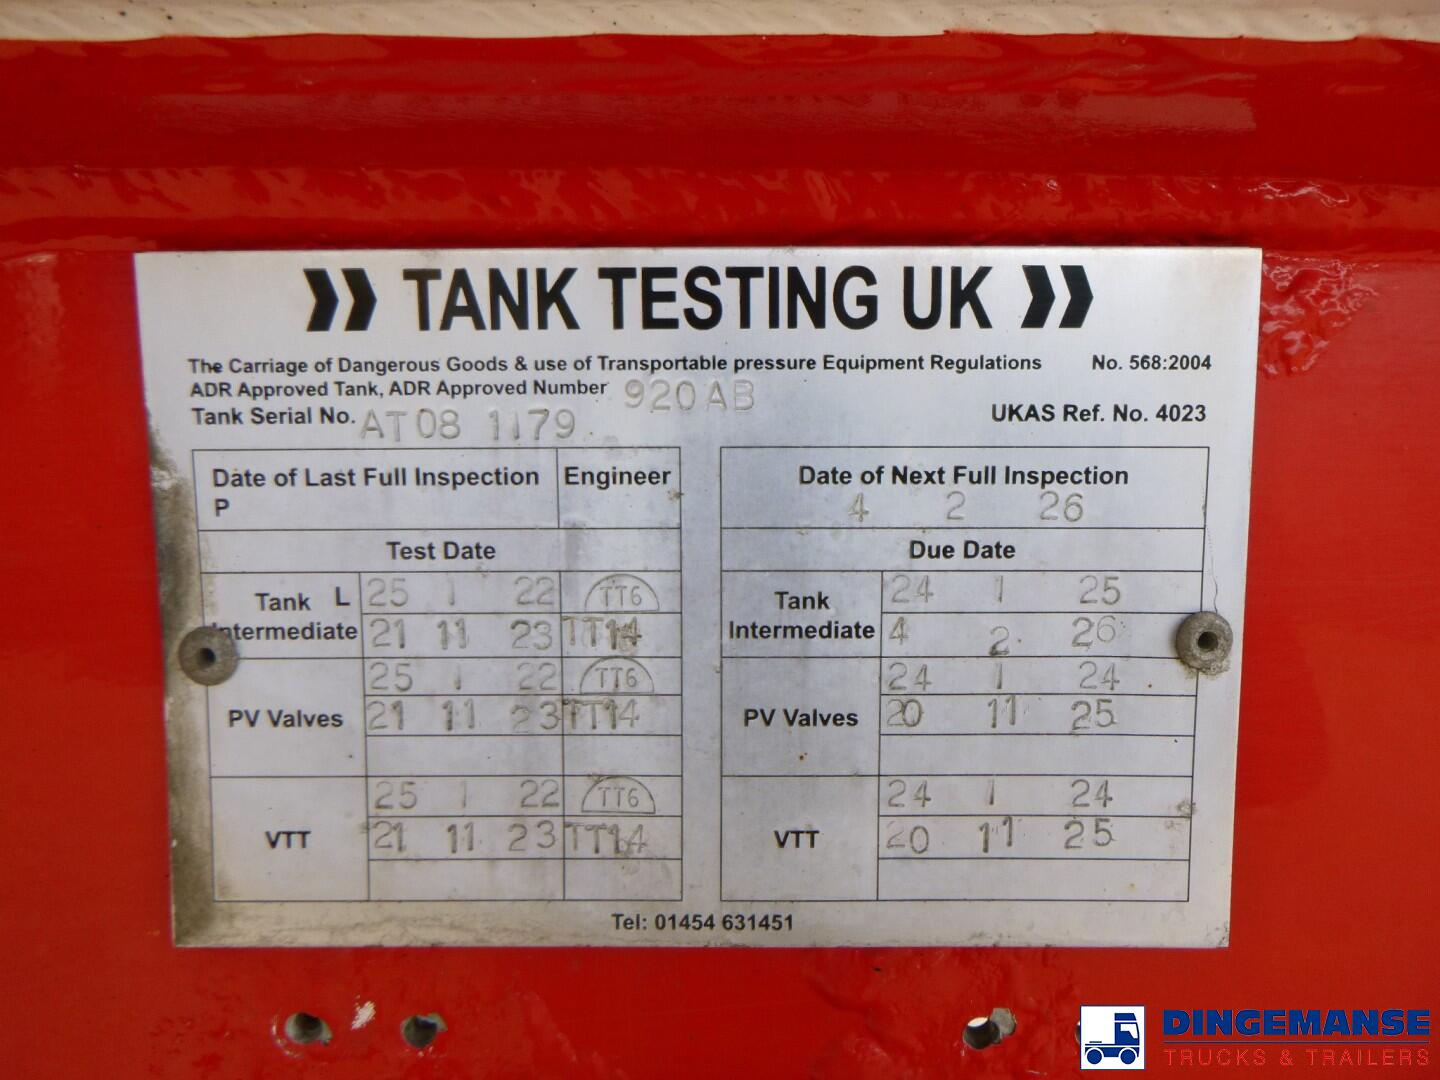 TANK TESTING UK
The Carriage of Dangerous Goods & use of Transportable pressure Equipment Regulations No. 568:2004
ADR Approved Tank, ADR Approved Number 920AB
Tank Serial No. AT08 1179 UKAS Ref. No. 4023
Date of Last Full Inspection Engineer
P
Date of Next Full Inspection
4 2 26
Test Date
Due Date
Tank L 25 1 22 TT6
Intermediate 21 11 23 TT14
Tank 24 1 25
Intermediate 4 2 26
25 1 22 TT6
PV Valves 21 11 23 TT14
24 1 24
PV Valves 20 11 25
25 1 22 TT6
VTT 21 11 23 TT14
24 1 24
VTT 20 11 25
Tel: 01454 631451
DINGEMANSE
TRUCKS & TRAILERS